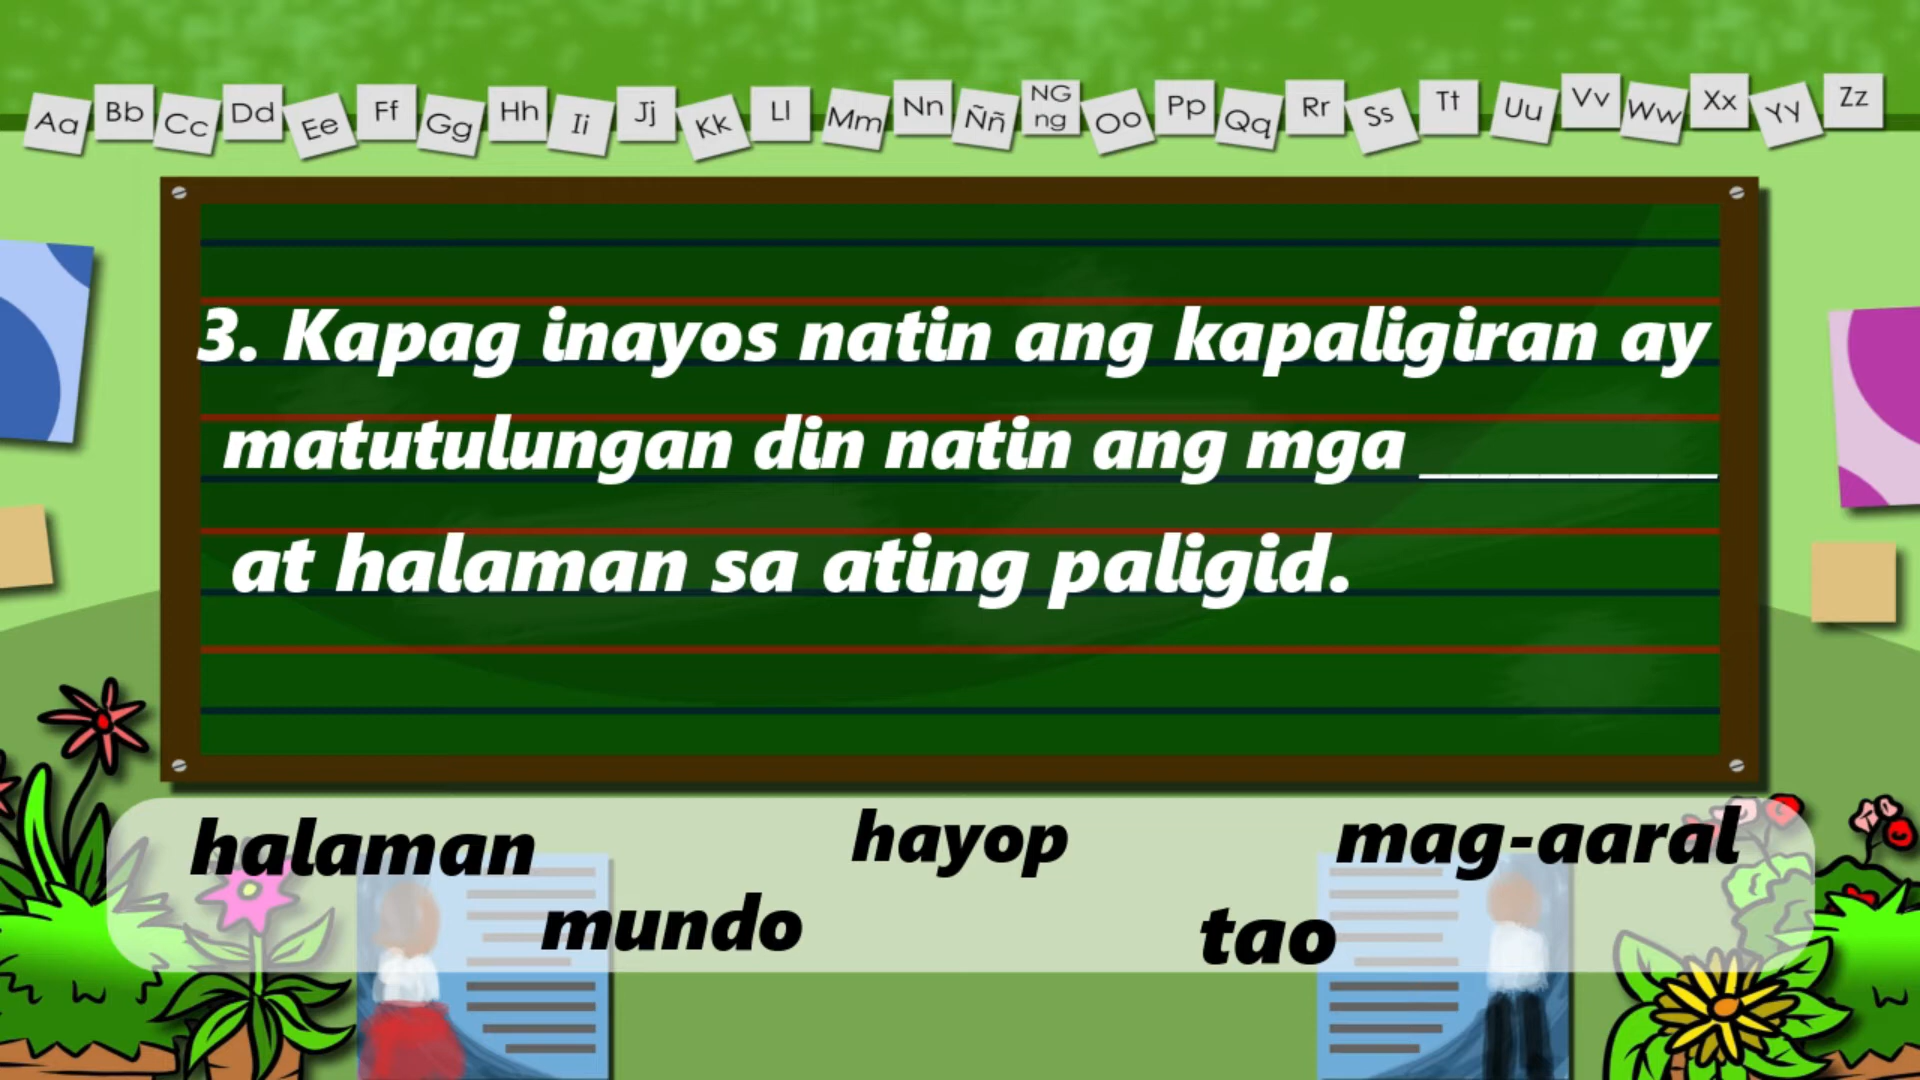 Aa Bb Cc Dd Ee Ff Gg Hh Ii Jj Kk Ll Mm Nn Ññ NG ng Oo Pp Qq Rr Ss Tt Uu Vv Ww Xx Yy Zz
3. Kapag inayos natin ang kapaligiran ay
matutulungan din natin ang mga __________
at halaman sa ating paligid.
halaman hayop mag-aaral
mundo tao